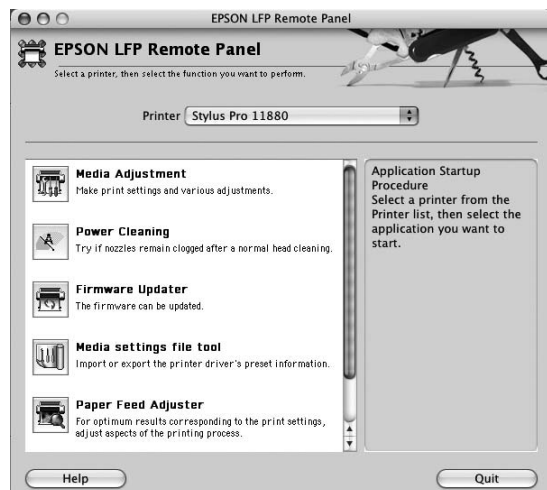 EPSON LFP Remote Panel
EPSON LFP Remote Panel
Select a printer, then select the function you want to perform.
Printer Stylus Pro 11880
Media Adjustment
Make print settings and various adjustments.
Power Cleaning
Try if nozzles remain clogged after a normal head cleaning.
Firmware Updater
The firmware can be updated.
Media settings file tool
Import or export the printer driver's preset information.
Paper Feed Adjuster
For optimum results corresponding to the print settings,
adjust aspects of the printing process.
Application Startup
Procedure
Select a printer from the
Printer list, then select the
application you want to
start.
Help
Quit